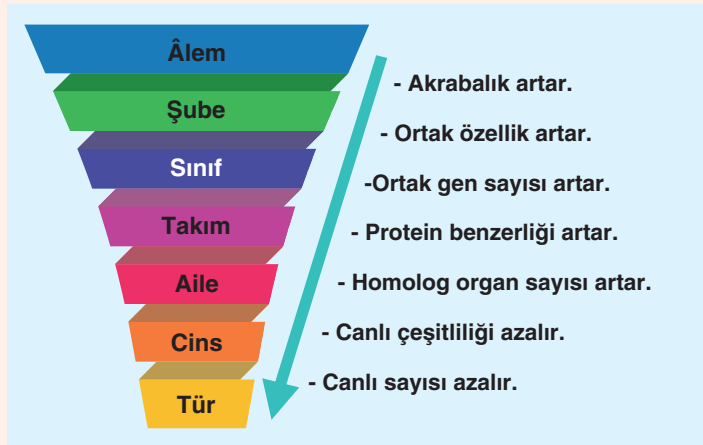 Âlem
Şube
Sınıf
Takım
Aile
Cins
Tür
- Akrabalık artar.
- Ortak özellik artar.
-Ortak gen sayısı artar.
- Protein benzerliği artar.
- Homolog organ sayısı artar.
- Canlı çeşitliliği azalır.
- Canlı sayısı azalır.